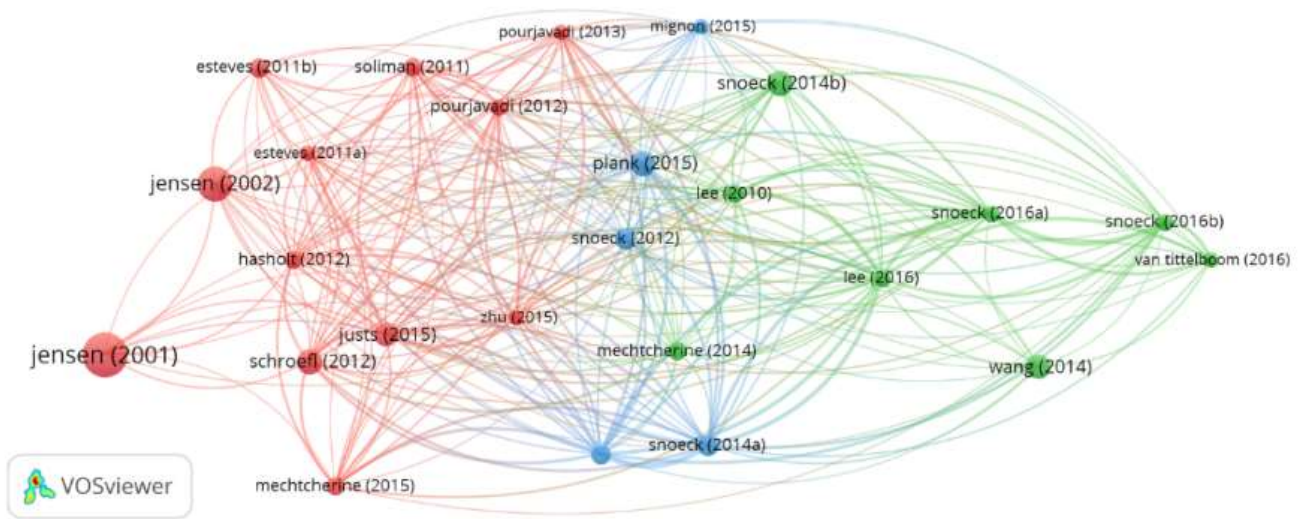 pourjavadi (2013)
mignon (2015)
esteves (2011b)
soliman (2011)
snoeck (2014b)
pourjavadi (2012)
esteves (2011a)
plank (2015)
jensen (2002)
lee (2010)
snoeck (2016a)
snoeck (2016b)
snoeck (2012)
hasholt (2012)
van tittelboom (2016)
lee (2016)
zhu (2015)
justs (2015)
mechtcherine (2014)
jensen (2001)
schroefl (2012)
wang (2014)
snoeck (2014a)
mechtcherine (2015)
VOSviewer